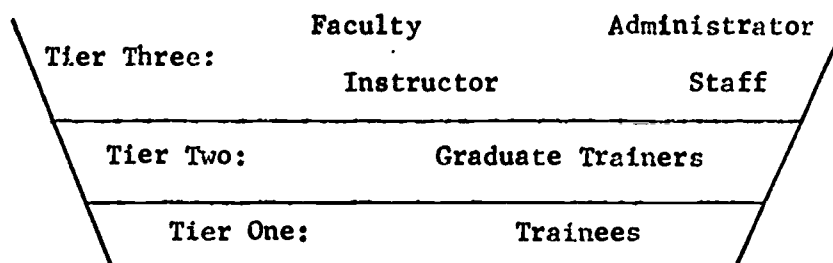 Faculty Administrator
Tier Three:
Instructor Staff
Tier Two: Graduate Trainers
Tier One: Trainees